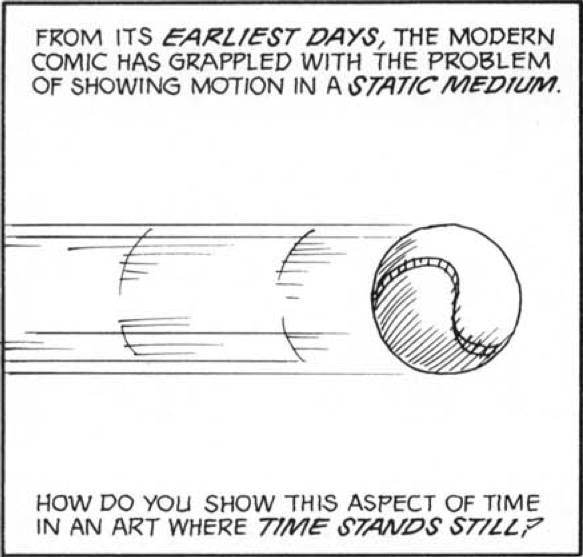 FROM ITS EARLIEST DAYS, THE MODERN
COMIC HAS GRAPPLED WITH THE PROBLEM
OF SHOWING MOTION IN A STATIC MEDIUM.
HOW DO YOU SHOW THIS ASPECT OF TIME
IN AN ART WHERE TIME STANDS STILL?